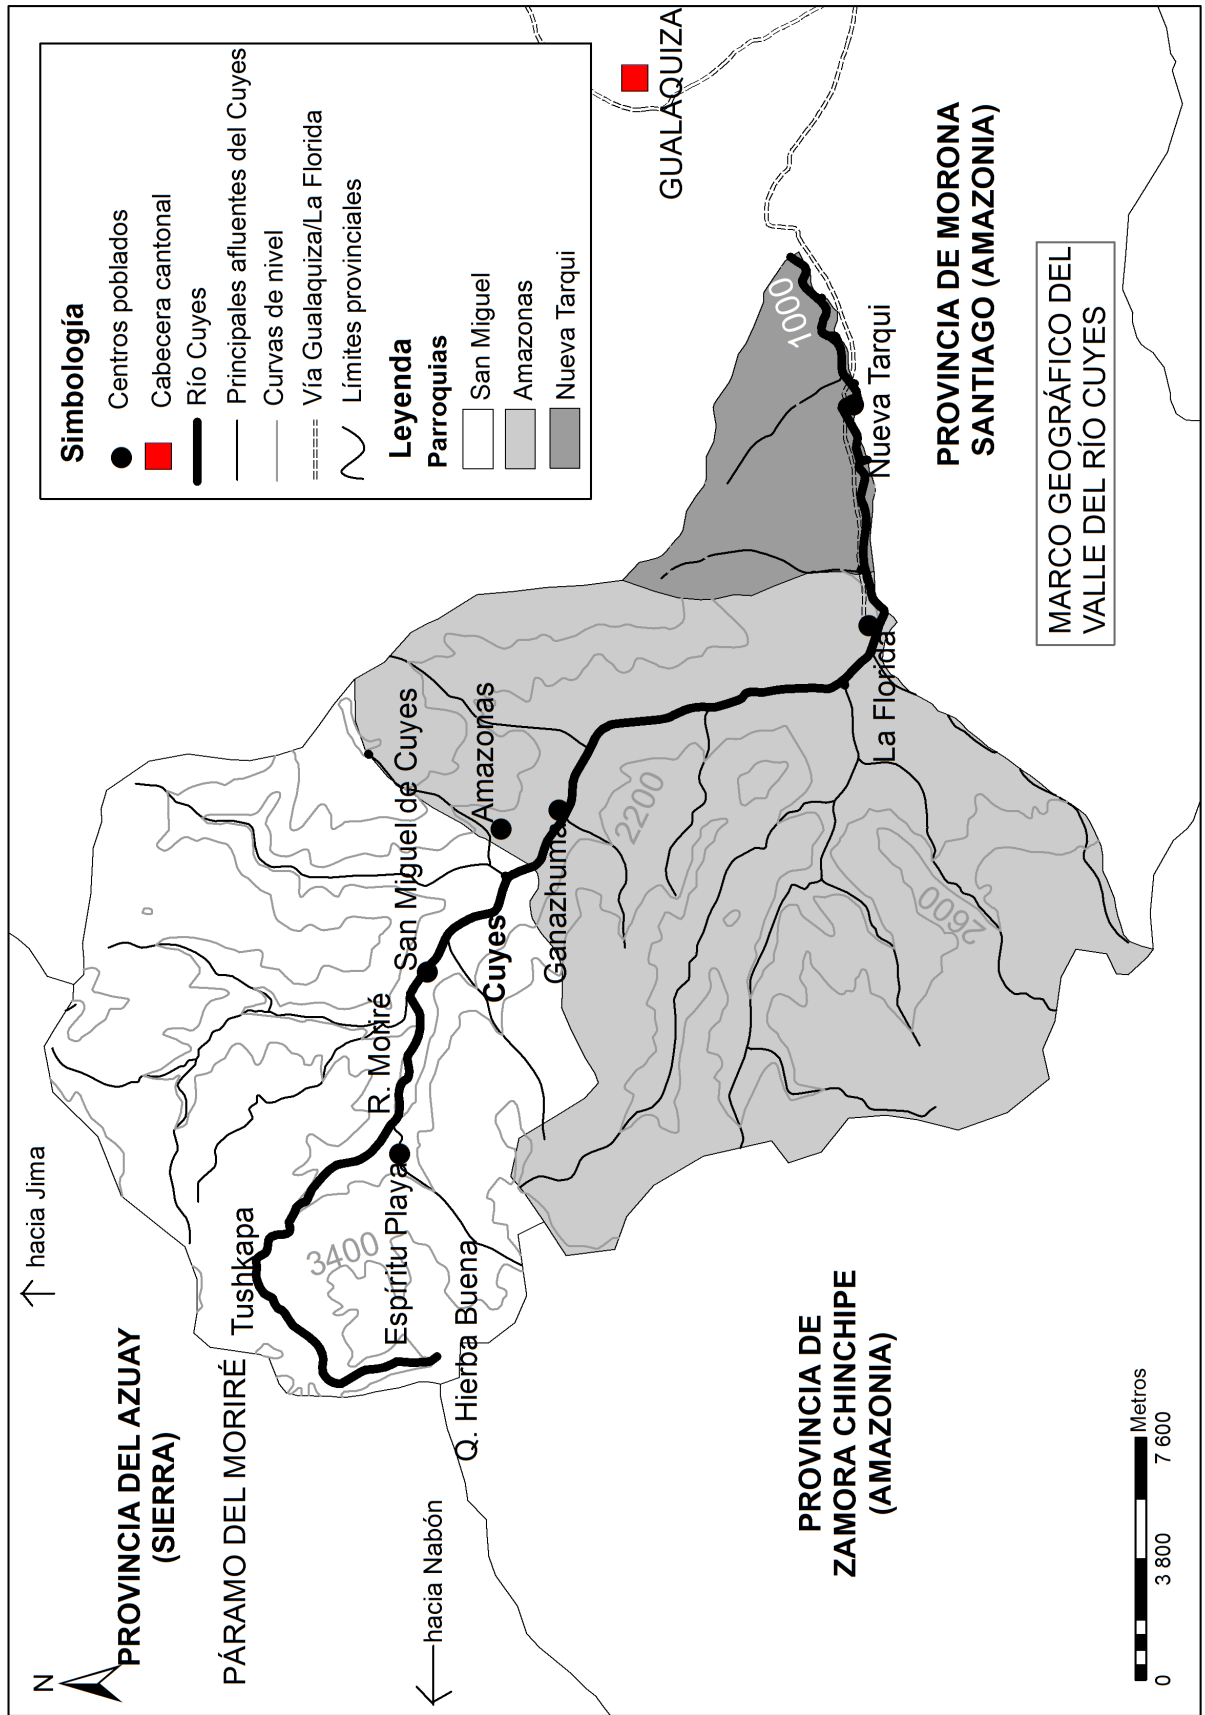 N
hacia Jima
PROVINCIA DEL AZUAY
(SIERRA)
PÁRAMO DEL MORIRÉ
Tushkapa
3400
R. Moriré
Espíritu Playa
Q. Hierba Buena
hacia Nabón
San Miguel de Cuyes
Cuyes
Amazonas
Ganazhuma
2200
2600
La Florida
Nueva Tarqui
1000
GUALAQUIZA
PROVINCIA DE
ZAMORA CHINCHIPE
(AMAZONIA)
PROVINCIA DE MORONA
SANTIAGO (AMAZONIA)
Simbología
Centros poblados
Cabecera cantonal
Río Cuyes
Principales afluentes del Cuyes
Curvas de nivel
Vía Gualaquiza/La Florida
Límites provinciales
Leyenda
Parroquias
San Miguel
Amazonas
Nueva Tarqui
MARCO GEOGRÁFICO DEL
VALLE DEL RÍO CUYES
Metros
0 3 800 7 600